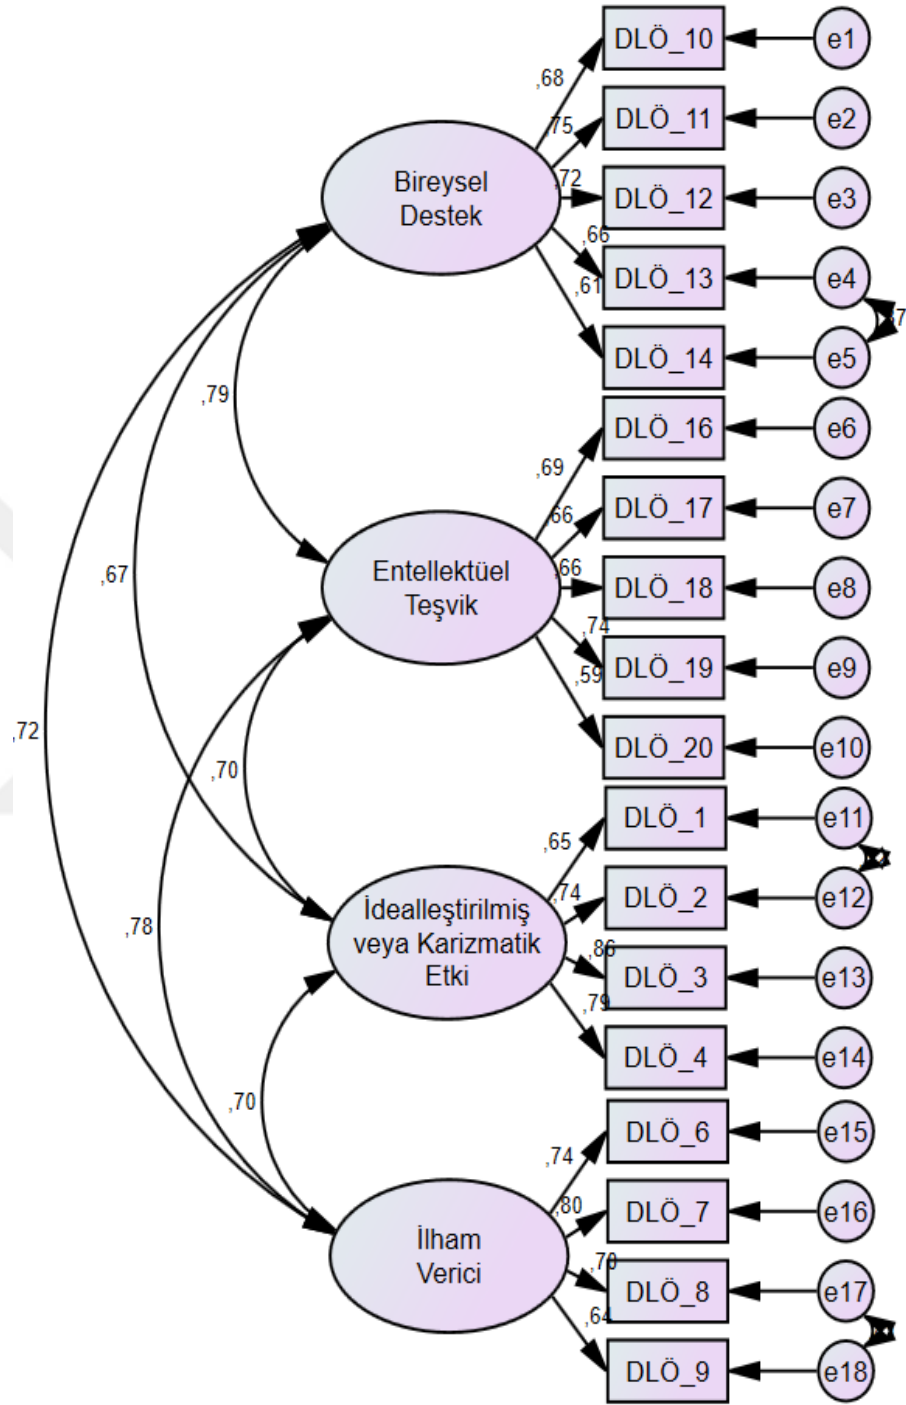 DLÖ_10
e1
,68
DLÖ_11
e2
,75
Bireysel
Destek
,72
DLÖ_12
e3
,66
DLÖ_13
e4
,61
DLÖ_14
e5
,79
DLÖ_16
e6
,69
DLÖ_17
e7
,66
Entellektüel
Teşvik
,66
DLÖ_18
e8
,67
,74
DLÖ_19
e9
,59
DLÖ_20
e10
,72
,70
DLÖ_1
e11
,65
DLÖ_2
e12
,74
İdealleştirilmiş
veya Karizmatik
Etki
,78
,86
DLÖ_3
e13
,79
DLÖ_4
e14
,70
DLÖ_6
e15
,74
DLÖ_7
e16
,80
İlham
Verici
,70
DLÖ_8
e17
,64
DLÖ_9
e18